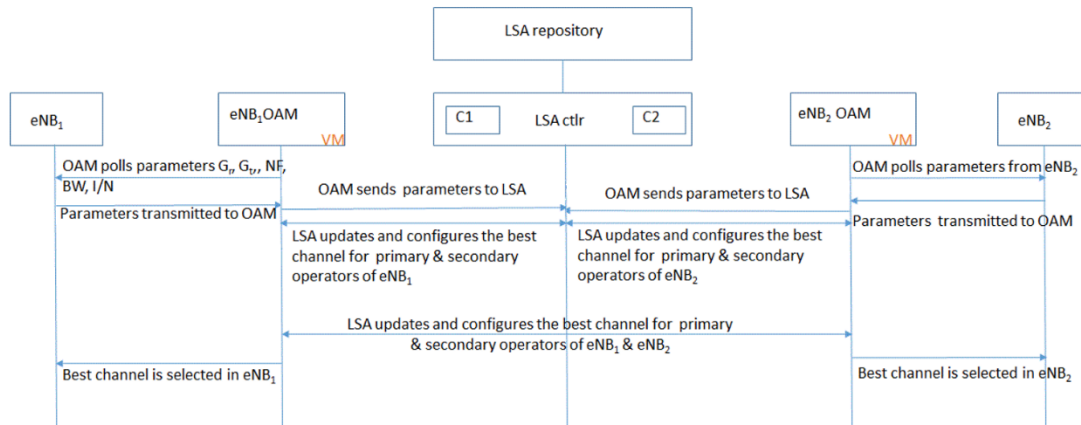 LSA repository
eNB₁
eNB₁OAM
VM
C1
LSA ctlr
C2
eNB₂ OAM
VM
eNB₂
OAM polls parameters Gᵣ, Gₜ,, NF,
BW, I/N
OAM polls parameters from eNB₂
OAM sends parameters to LSA
OAM sends parameters to LSA
Parameters transmitted to OAM
Parameters transmitted to OAM
LSA updates and configures the best
channel for primary & secondary
operators of eNB₁
LSA updates and configures the best
channel for primary & secondary
operators of eNB₂
LSA updates and configures the best channel for primary
& secondary operators of eNB₁ & eNB₂
Best channel is selected in eNB₁
Best channel is selected in eNB₂